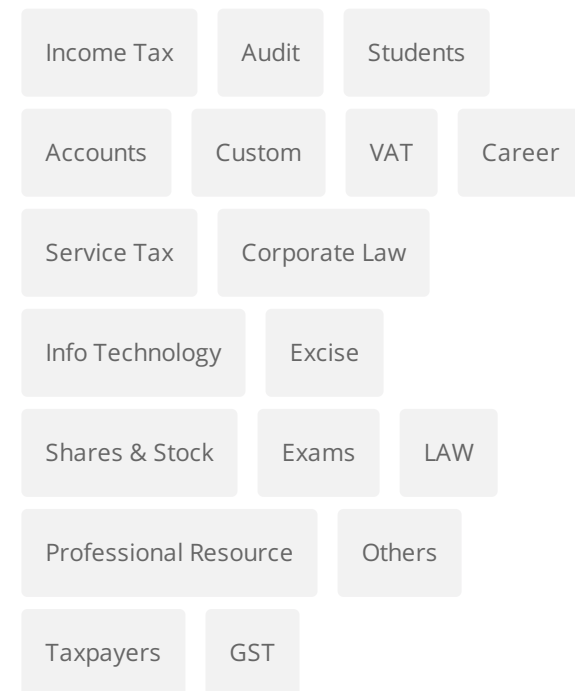 Income Tax Audit Students
Accounts Custom VAT Career
Service Tax Corporate Law
Info Technology Excise
Shares & Stock Exams LAW
Professional Resource Others
Taxpayers GST